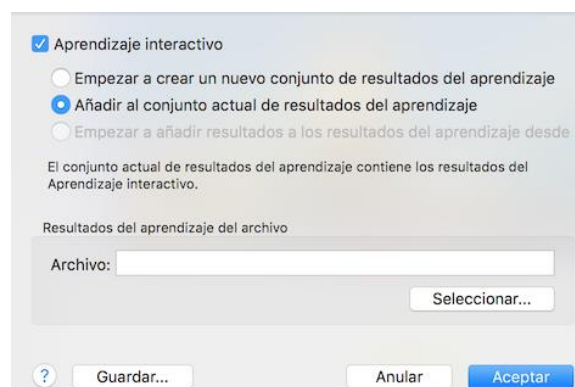 Aprendizaje interactivo
Empezar a crear un nuevo conjunto de resultados del aprendizaje
Añadir al conjunto actual de resultados del aprendizaje
Empezar a añadir resultados a los resultados del aprendizaje desde
El conjunto actual de resultados del aprendizaje contiene los resultados del
Aprendizaje interactivo.
Resultados del aprendizaje del archivo
Archivo:
Seleccionar...
? Guardar... Anular Aceptar